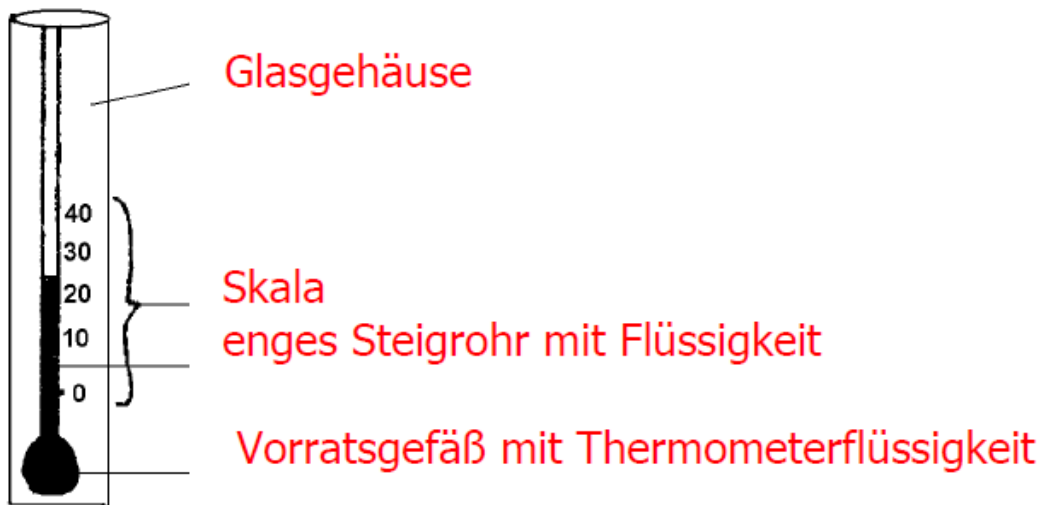 Glasgehäuse
40
30
20
10
0
Skala
enges Steigrohr mit Flüssigkeit
Vorratsgefäß mit Thermometerflüssigkeit